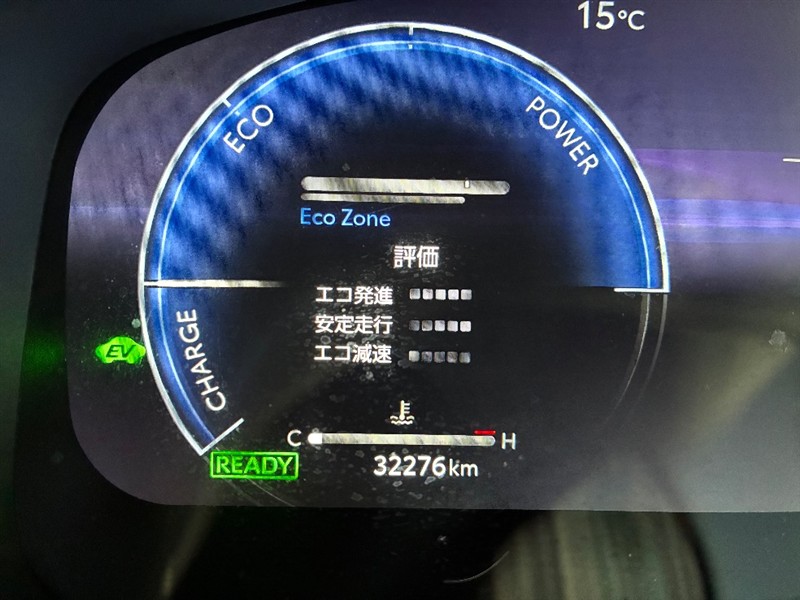 15°C
ECO
POWER
Eco Zone
評価
エコ発進
安定走行
エコ減速
CHARGE
EV
C H
READY
32276km